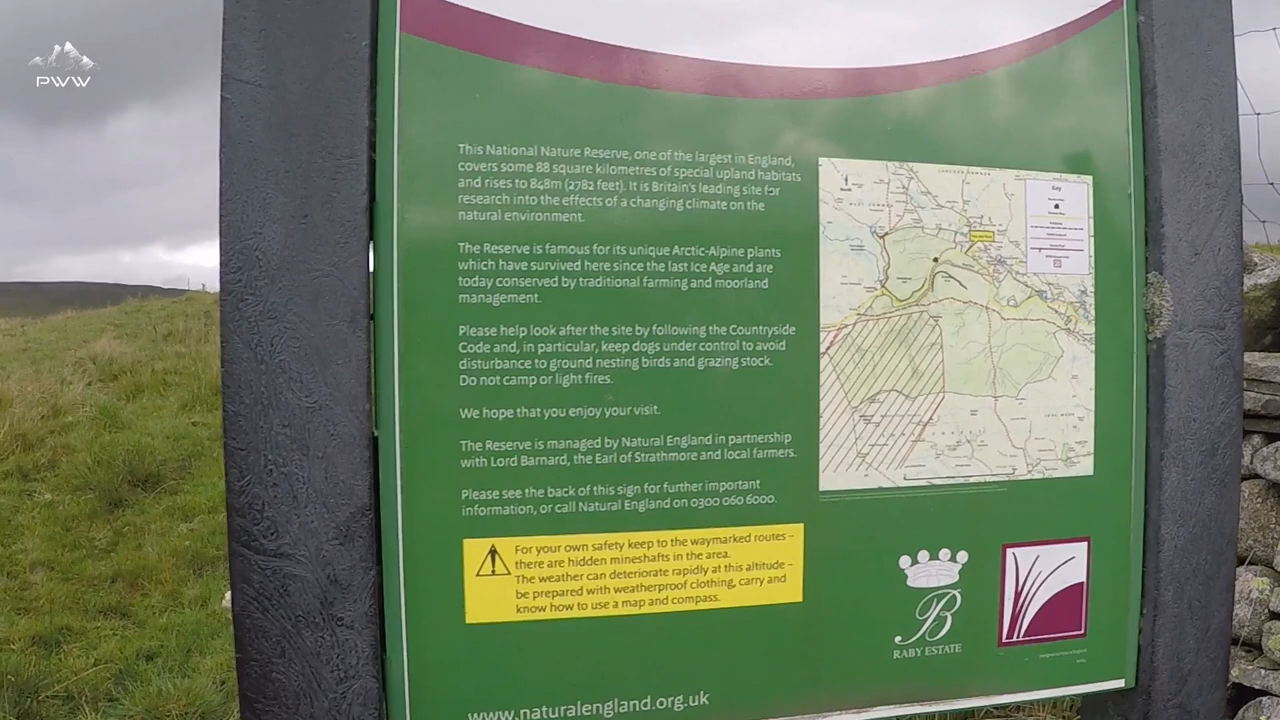 PWW
This National Nature Reserve, one of the largest in England,
covers some 88 square kilometres of special upland habitats
and rises to 848m (2782 feet). It is Britain's leading site for
research into the effects of a changing climate on the
natural environment.
The Reserve is famous for its unique Arctic-Alpine plants
which have survived here since the last Ice Age and are
today conserved by traditional farming and moorland
management.
Please help look after the site by following the Countryside
Code and, in particular, keep dogs under control to avoid
disturbance to ground nesting birds and grazing stock.
Do not camp or light fires.
We hope that you enjoy your visit.
The Reserve is managed by Natural England in partnership
with Lord Barnard, the Earl of Strathmore and local farmers.
Please see the back of this sign for further important
information, or call Natural England on 0300 060 6000.
For your own safety keep to the waymarked routes –
there are hidden mineshafts in the area.
The weather can deteriorate rapidly at this altitude –
be prepared with weatherproof clothing, carry and
know how to use a map and compass.
Key
B
RABY ESTATE
www.naturalengland.org.uk